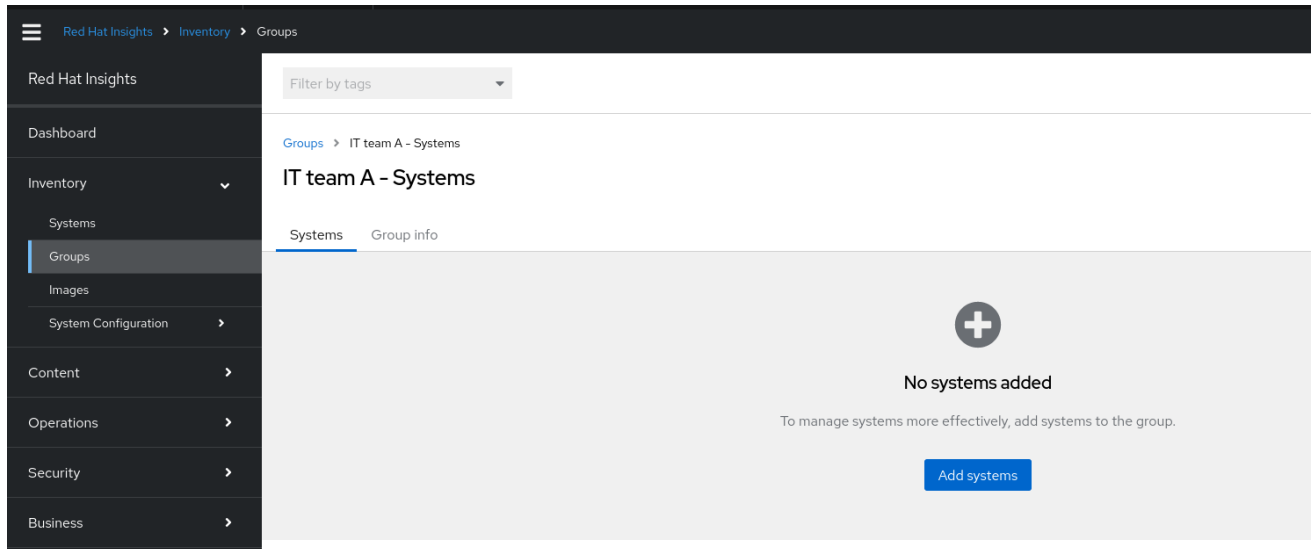 Red Hat Insights > Inventory > Groups
Red Hat Insights
Dashboard
Inventory
Systems
Groups
Images
System Configuration
Content
Operations
Security
Business
Filter by tags
Groups > IT team A - Systems
IT team A - Systems
Systems Group info
No systems added
To manage systems more effectively, add systems to the group.
Add systems